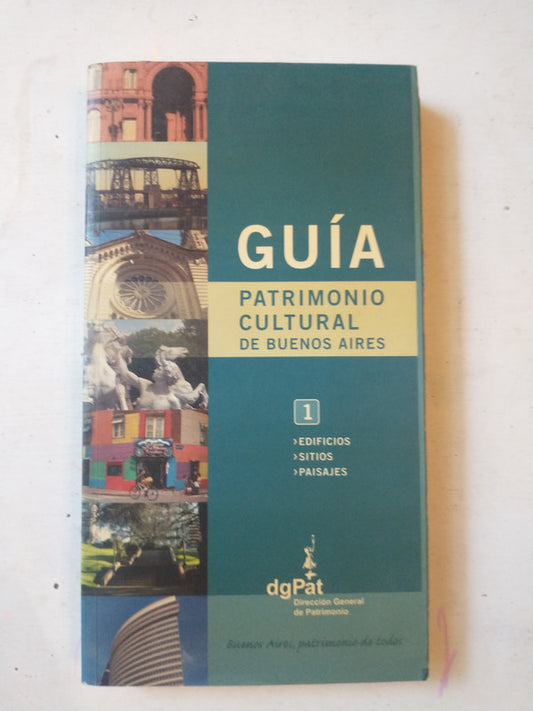 GUÍA
PATRIMONIO
CULTURAL
DE BUENOS AIRES
1
›EDIFICIOS
›SITIOS
›PAISAJES
dgPat
Dirección General
de Patrimonio
Buenos Aires, patrimonio de todos